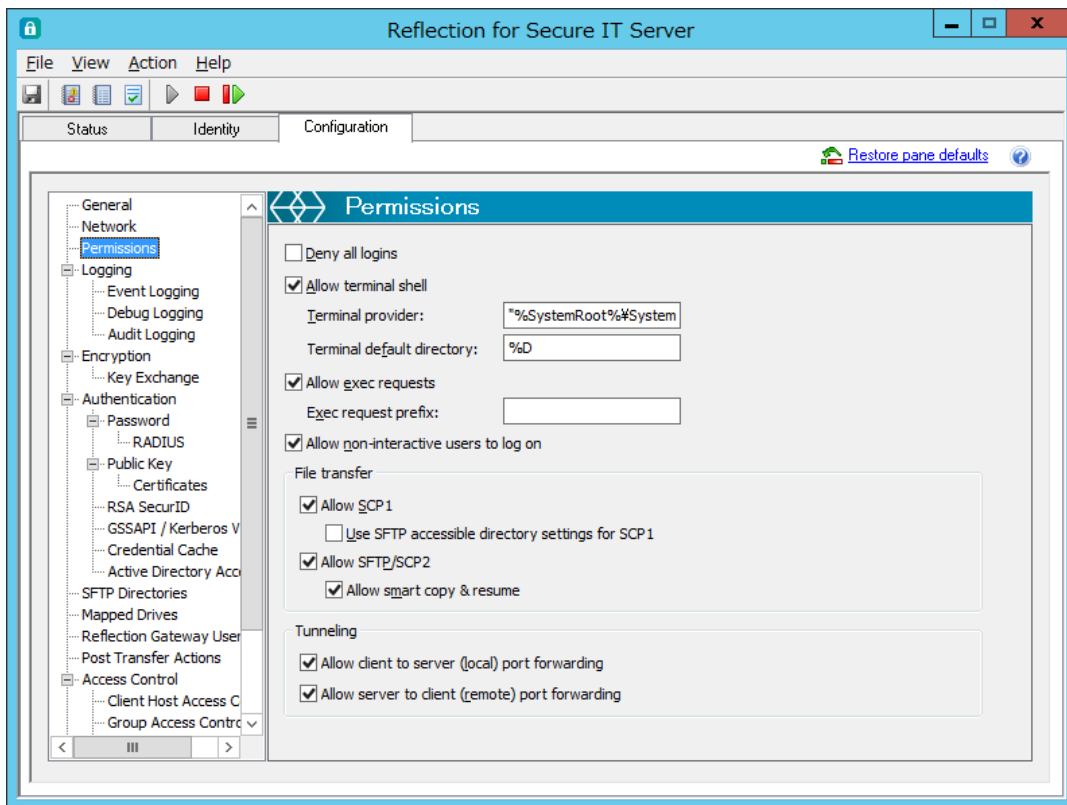 Reflection for Secure IT Server
File View Action Help
Status Identity Configuration
Restore pane defaults
General
Network
Permissions
Logging
Event Logging
Debug Logging
Audit Logging
Encryption
Key Exchange
Authentication
Password
RADIUS
Public Key
Certificates
RSA SecurID
GSSAPI / Kerberos V
Credential Cache
Active Directory Acce
SFTP Directories
Mapped Drives
Reflection Gateway User
Post Transfer Actions
Access Control
Client Host Access C
Group Access Contro
Permissions
Deny all logins
Allow terminal shell
Terminal provider: "%SystemRoot%¥System
Terminal default directory: %D
Allow exec requests
Exec request prefix:
Allow non-interactive users to log on
File transfer
Allow SCP1
Use SFTP accessible directory settings for SCP1
Allow SFTP/SCP2
Allow smart copy & resume
Tunneling
Allow client to server (local) port forwarding
Allow server to client (remote) port forwarding